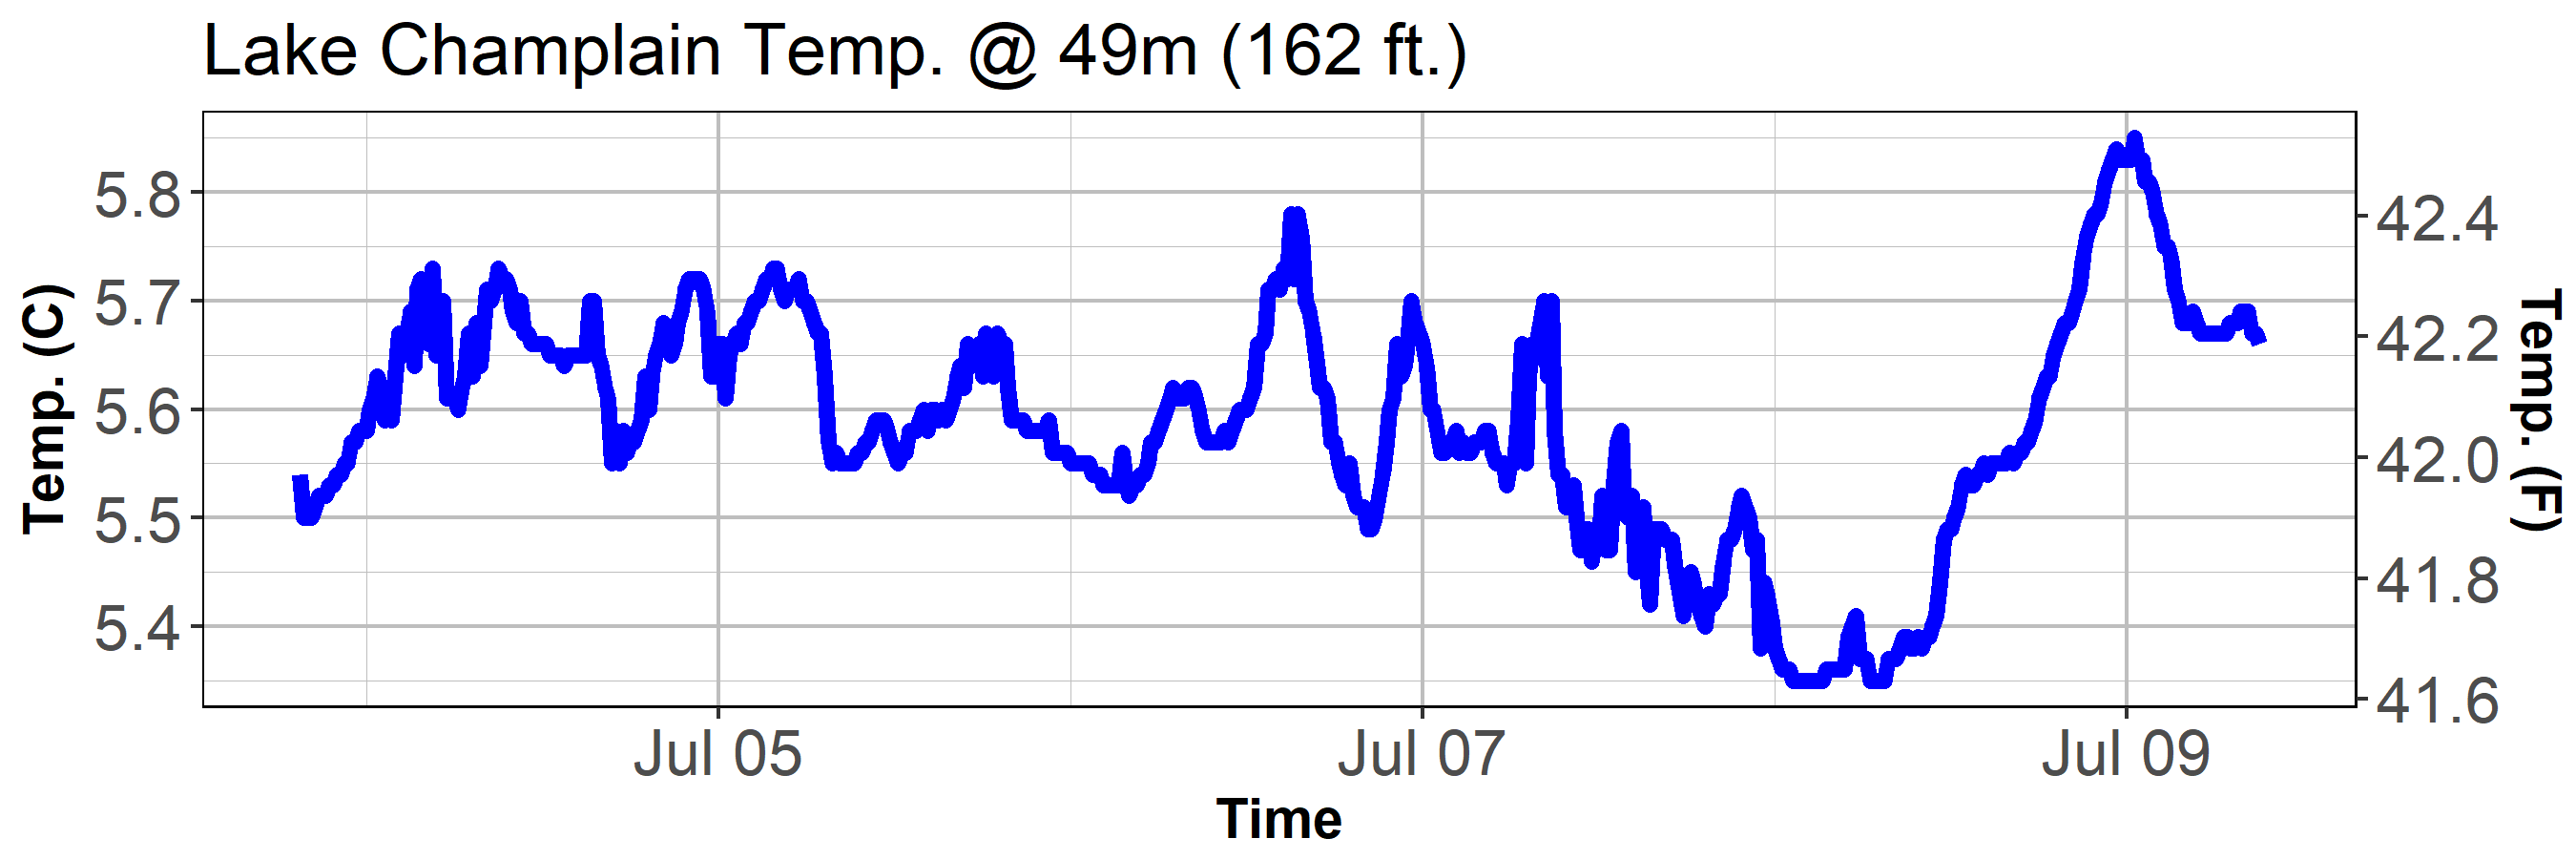 Lake Champlain Temp. @ 49m (162 ft.)
Temp. (C)
5.8
5.7
5.6
5.5
5.4
42.4
42.2
42.0
41.8
41.6
Temp. (F)
Jul 05 Jul 07 Jul 09
Time